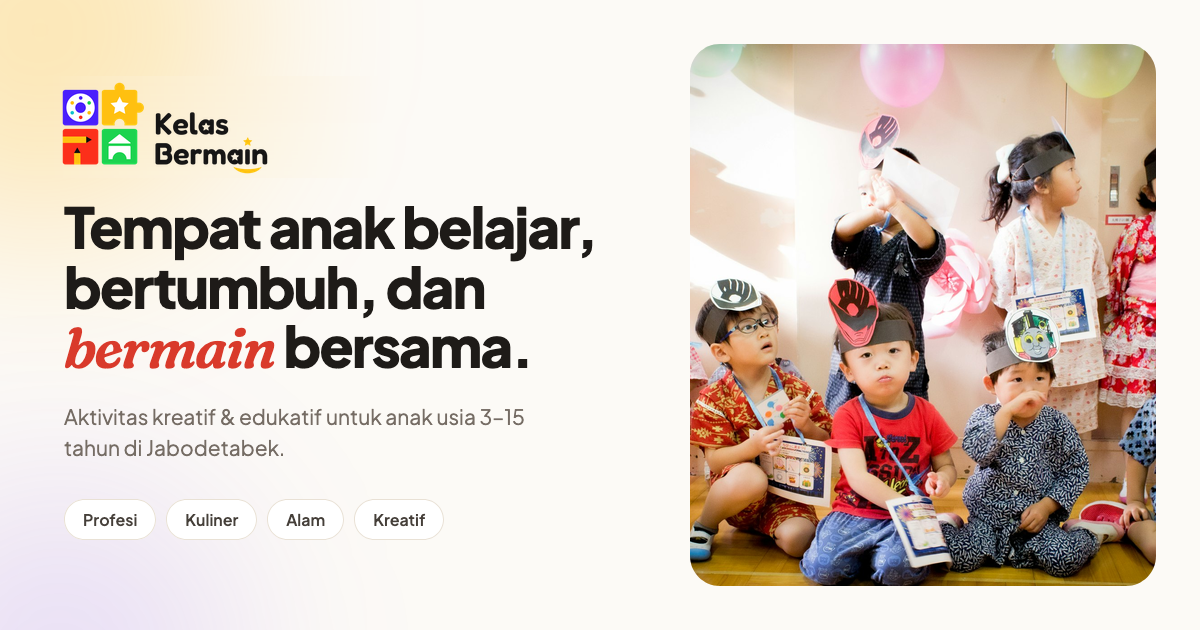 Kelas
Bermain
Tempat anak belajar,
bertumbuh, dan
bermain bersama.
Aktivitas kreatif & edukatif untuk anak usia 3–15
tahun di Jabodetabek.
Profesi
Kuliner
Alam
Kreatif